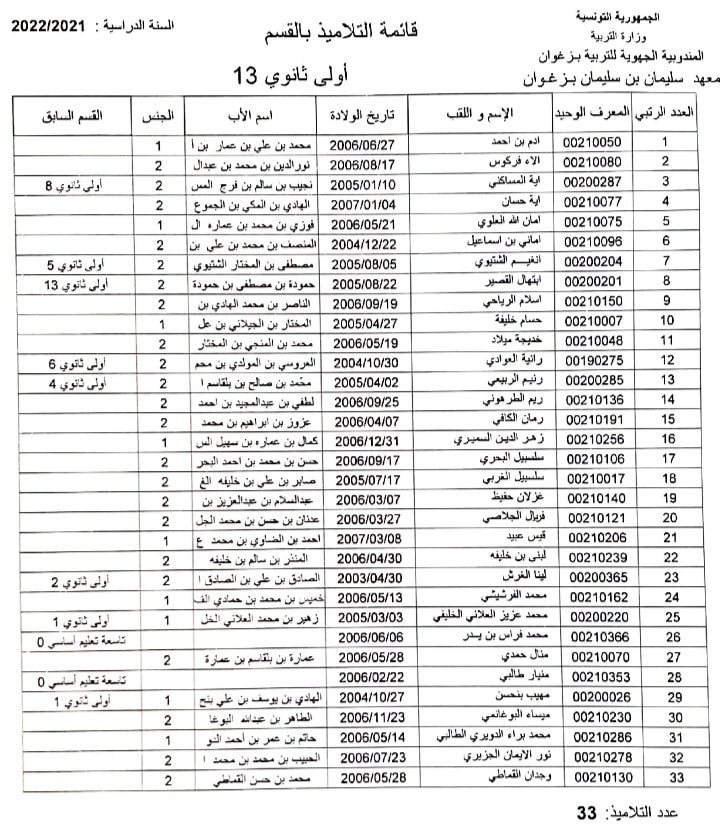 الجمهورية التونسية
وزارة التربية
المندوبية الجهوية للتربية بـزغوان
معهد سليمان بن سليمان بـزغـوان
السنة الدراسية : 2022/2021
قائمة التلاميذ بالقسم
أولى ثانوي 13
العدد الرتبي المعرف الوحيد الإسم و اللقب تاريخ الولادة اسم الأب الجنس القسم السابق
1 00210050 ادم بن احمد 2006/06/27 محمد بن علي بن عمار بن أ 1
2 00210080 الاء فركوس 2006/08/17 نورالدين بن محمد بن عبدال 2
3 00200287 اية المساكني 2005/01/10 نجيب بن سالم بن فرج المس 2 أولى ثانوي 8
4 00210077 اية حسان 2007/01/04 الهادي بن المكي بن الجموع 2
5 00210075 امان الله العلوي 2006/05/21 فوزي بن محمد بن عماره ال 1
6 00210096 اماني بن اسماعيل 2004/12/22 المنصف بن محمد بن علي بن 2
7 00200204 انغيم الشتيوي 2005/08/05 مصطفى بن المختار الشتيوي 2 أولى ثانوي 5
8 00200201 ابتهال القصير 2005/08/22 حمودة بن مصطفى بن حمودة 2 أولى ثانوي 13
9 00210150 اسلام الرياحي 2006/09/19 الناصر بن محمد الهادي بن 2
10 00210007 حسام خليفة 2005/04/27 المختار بن الجيلاني بن عل 1
11 00210048 خديجة ميلاد 2006/05/19 محمد بن المنجي بن المختار 2
12 00190275 رانية العوادي 2004/10/30 العروسي بن المولدي بن محم 2 أولى ثانوي 6
13 00200285 رنيم الربيعي 2005/04/02 محمد بن صالح بن بلقاسم ا 2 أولى ثانوي 4
14 00210136 ريم الطرهوني 2006/09/25 لطفي بن عبدالمجيد بن احمد 2
15 00210191 رمان الكافي 2006/04/07 عزوز بن ابراهيم بن محمد 2
16 00210256 زهر الدين السميري 2006/12/31 كمال بن عماره بن سهيل الس 1
17 00210106 سلسبيل البحري 2006/09/17 حسن بن محمد بن احمد البحر 2
18 00210017 سلسبيل الغربي 2005/07/17 صابر بن علي بن خليفه الغ 2
19 00210140 غزلان حفيظ 2006/03/07 عبدالسلام بن عبدالعزيز بن 2
20 00210121 فريال الجلاصي 2006/03/27 عدنان بن حسن بن محمد الجل 2
21 00210206 قيس عبيد 2007/03/08 احمد بن الضاوي بن محمد ع 1
22 00210239 لبنى بن خليفه 2006/04/30 المنذر بن سالم بن خليفه 2
23 00200365 لينا الغرش 2003/04/30 الصادق بن علي بن الصادق ا 2 أولى ثانوي 2
24 00210162 محمد الفرشيشي 2006/05/13 خميس بن محمد بن حمادي الف 1
25 00200220 محمد عزيز العلاني الخليفي 2005/03/03 زهير بن محمد العلاني الخل 1 أولى ثانوي 1
26 00210366 محمد فراس بن يـدر 2006/06/06 تاسعة تعليم أساسي 0
27 00210070 منال حمدي 2006/05/28 عمارة بن بلقاسم بن عمارة 2
28 00210353 منيار طالبي 2006/02/22 تاسعة تعليم أساسي 0
29 00200026 مهيب بنحسن 2004/10/27 الهادي بن يوسف بن علي بنح 1 أولى ثانوي 1
30 00210230 ميساء البوغانمي 2006/11/23 الطاهر بن عبدالله البوغا 2
31 00210286 محمد براء الدويري الطالبي 2006/05/14 حاتم بن عمر بن أحمد الدو 1
32 00210278 نور الايمان الجزيري 2006/07/23 الحبيب بن محمد بن محمد ا 2
33 00210130 وجدان القماطي 2006/05/28 محمد بن حسن القماطي 2
عدد التلاميذ: 33